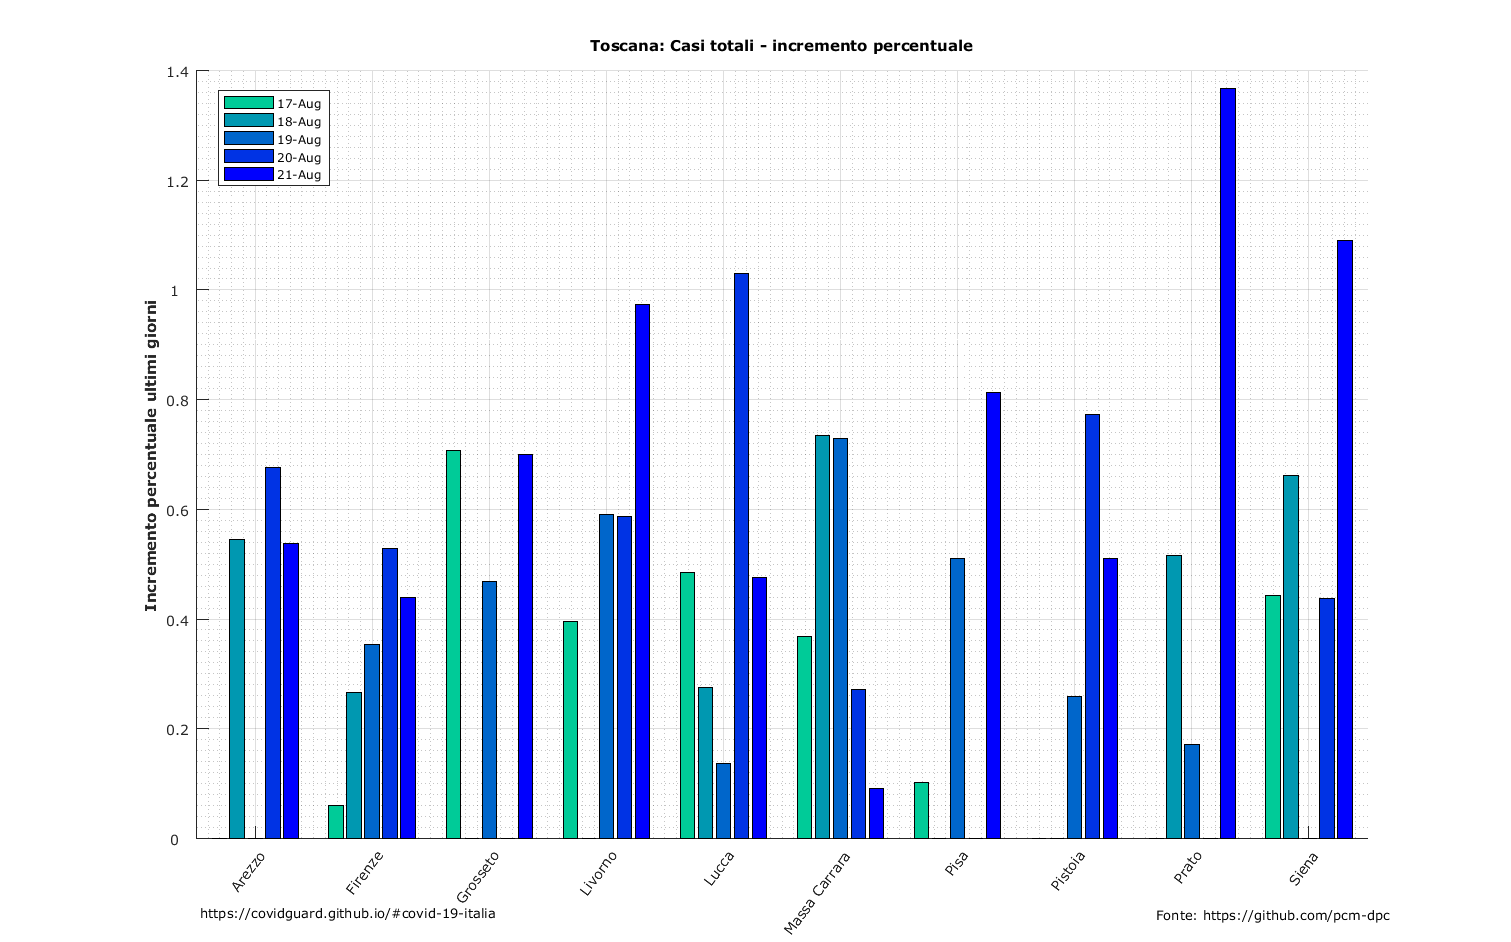 Toscana: Casi totali - incremento percentuale
Incremento percentuale ultimi giorni
1.4
1.2
1
0.8
0.6
0.4
0.2
0
17-Aug
18-Aug
19-Aug
20-Aug
21-Aug
Arezzo
Firenze
Grosseto
Livorno
Lucca
Massa Carrara
Pisa
Pistoia
Prato
Siena
https://covidguard.github.io/#covid-19-italia
Fonte: https://github.com/pcm-dpc